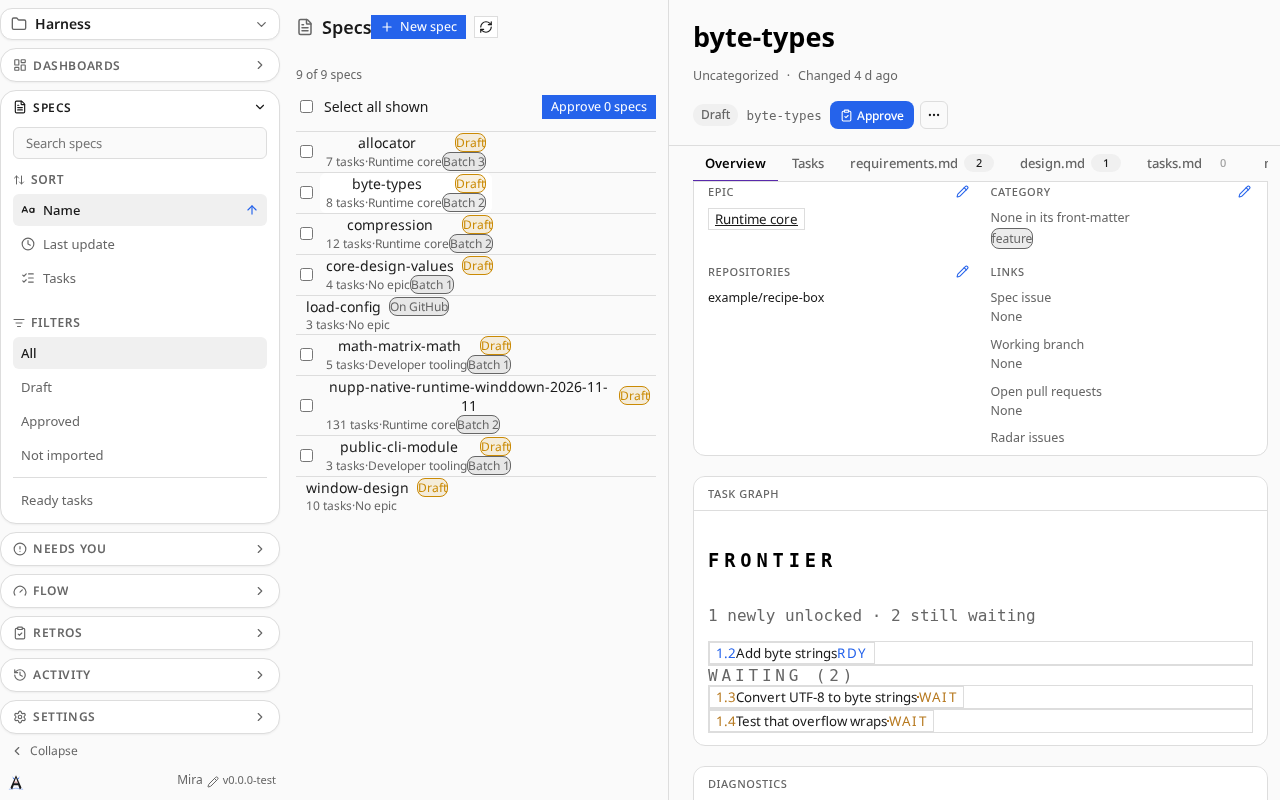 Harness
DASHBOARDS
SPECS
Search specs
SORT
Name
Last update
Tasks
FILTERS
All
Draft
Approved
Not imported
Ready tasks
NEEDS YOU
FLOW
RETROS
ACTIVITY
SETTINGS
Collapse
Mira v0.0.0-test
Specs
New spec
9 of 9 specs
Select all shown
Approve 0 specs
allocator Draft
7 tasks·Runtime core Batch 3
byte-types Draft
8 tasks·Runtime core Batch 2
compression Draft
12 tasks·Runtime core Batch 2
core-design-values Draft
4 tasks·No epic Batch 1
load-config On GitHub
3 tasks·No epic
math-matrix-math Draft
5 tasks·Developer tooling Batch 1
nupp-native-runtime-winddown-2026-11-
11 Draft
131 tasks·Runtime core Batch 2
public-cli-module Draft
3 tasks·Developer tooling Batch 1
window-design Draft
10 tasks·No epic
byte-types
Uncategorized · Changed 4 d ago
Draft byte-types Approve
Overview Tasks requirements.md 2 design.md 1 tasks.md 0
EPIC
Runtime core
CATEGORY
None in its front-matter
feature
REPOSITORIES
example/recipe-box
LINKS
Spec issue
None
Working branch
None
Open pull requests
None
Radar issues
TASK GRAPH
FRONTIER
1 newly unlocked · 2 still waiting
1.2 Add byte strings RDY
WAITING (2)
1.3 Convert UTF-8 to byte strings· WAIT
1.4 Test that overflow wraps· WAIT
DIAGNOSTICS